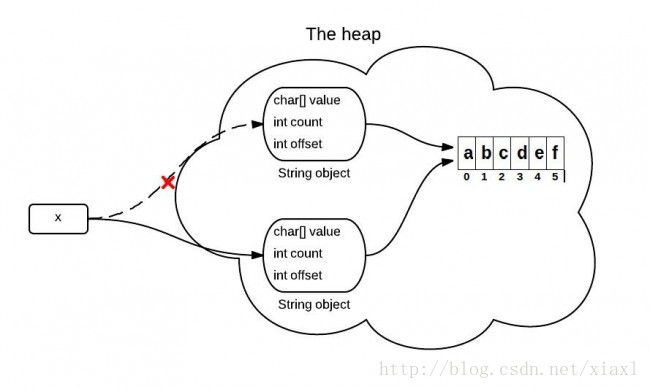 The heap
char[] value
int count
int offset
String object
a b c d e f
0 1 2 3 4 5
x
char[] value
int count
int offset
String object
http://blog.csdn.net/xiaxl